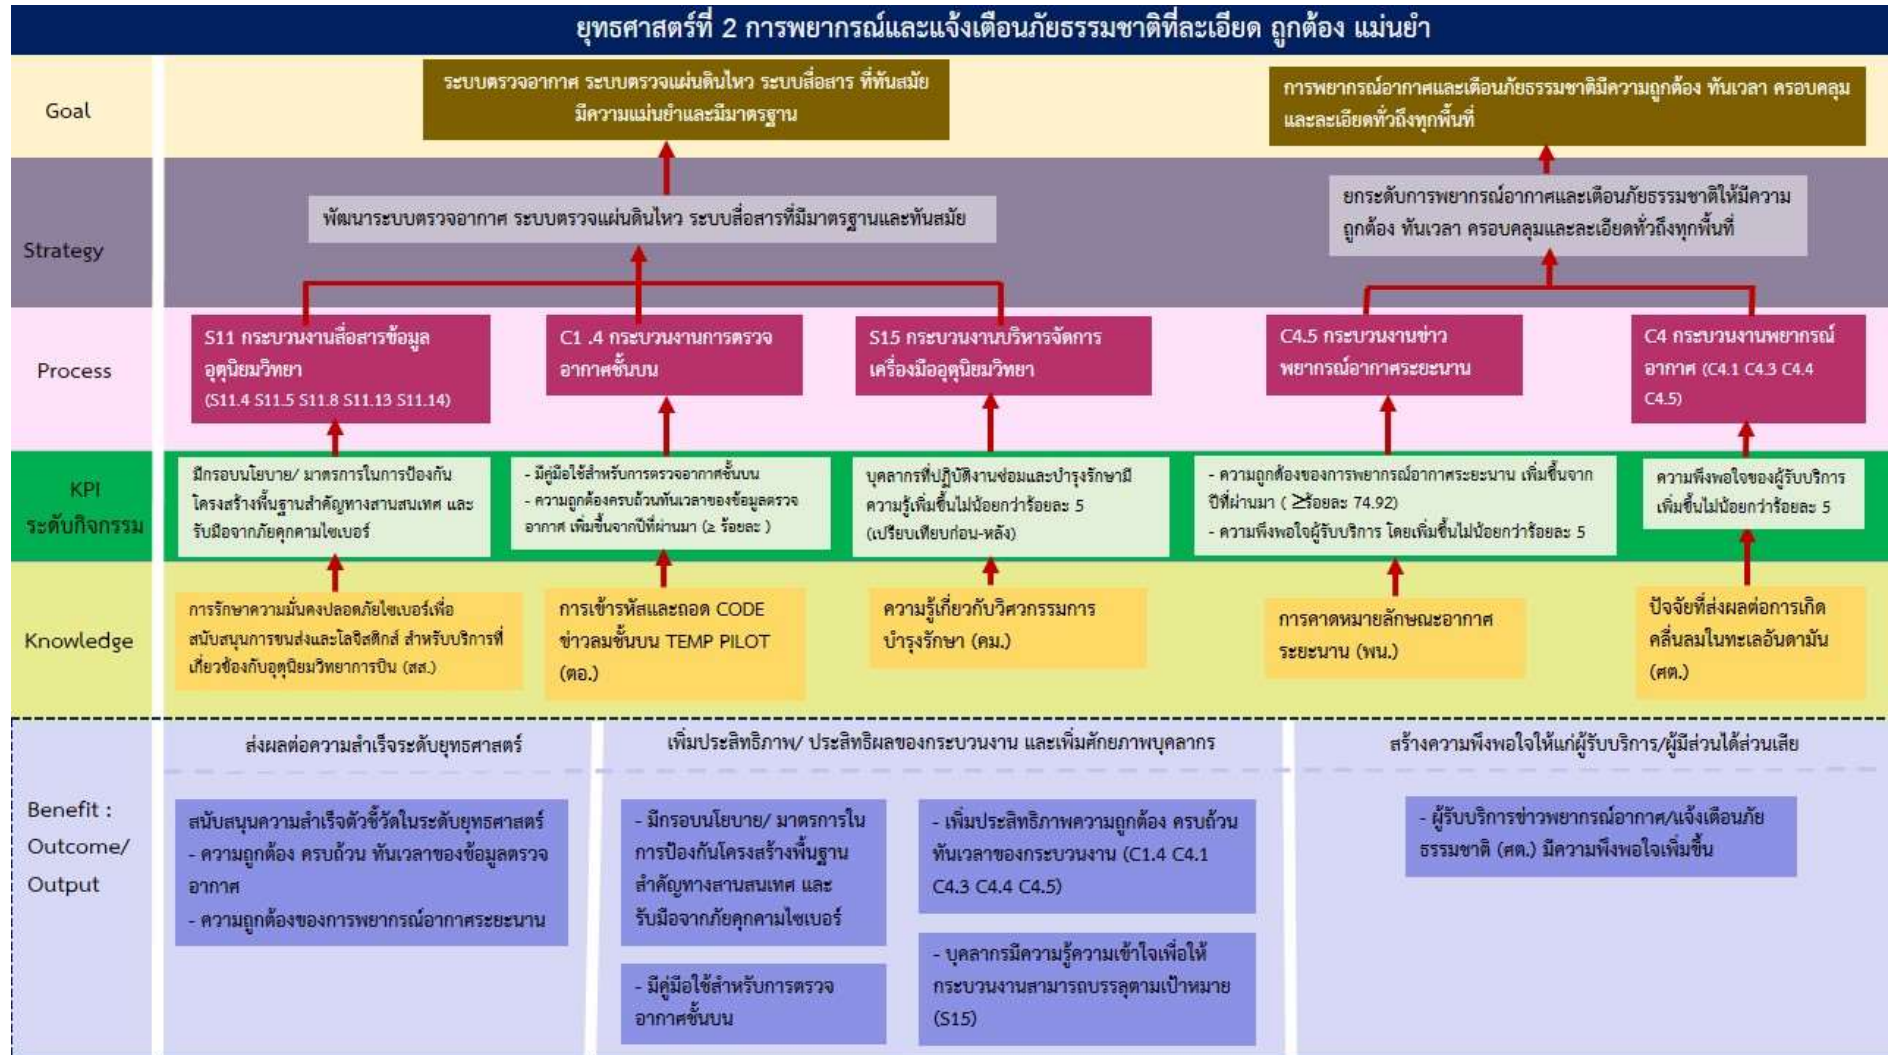 ยุทธศาสตร์ที่ 2 การพยากรณ์และแจ้งเตือนภัยธรรมชาติที่ละเอียด ถูกต้อง แม่นยำ
Goal
ระบบตรวจอากาศ ระบบตรวจแผ่นดินไหว ระบบสื่อสาร ที่ทันสมัย
มีความแม่นยำและมีมาตรฐาน
การพยากรณ์อากาศและเตือนภัยธรรมชาติมีความถูกต้อง ทันเวลา ครอบคลุม
และละเอียดทั่วถึงทุกพื้นที่
Strategy
พัฒนาระบบตรวจอากาศ ระบบตรวจแผ่นดินไหว ระบบสื่อสารที่มีมาตรฐานและทันสมัย
ยกระดับการพยากรณ์อากาศและเตือนภัยธรรมชาติให้มีความ
ถูกต้อง ทันเวลา ครอบคลุมและละเอียดทั่วถึงทุกพื้นที่
Process
S11 กระบวนงานสื่อสารข้อมูล
อุตุนิยมวิทยา
(S11.4 S11.5 S11.8 S11.13 S11.14)
C1 .4 กระบวนงานการตรวจ
อากาศชั้นบน
S15 กระบวนงานบริหารจัดการ
เครื่องมืออุตุนิยมวิทยา
C4.5 กระบวนงานข่าว
พยากรณ์อากาศระยะนาน
C4 กระบวนงานพยากรณ์
อากาศ (C4.1 C4.3 C4.4
C4.5)
KPI
ระดับกิจกรรม
มีกรอบนโยบาย/ มาตรการในการป้องกัน
โครงสร้างพื้นฐานสำคัญทางสานสนเทศ และ
รับมือจากภัยคุกคามไซเบอร์
- มีคู่มือใช้สำหรับการตรวจอากาศชั้นบน
- ความถูกต้องครบถ้วนทันเวลาของข้อมูลตรวจ
อากาศ เพิ่มขึ้นจากปีที่ผ่านมา (≥ ร้อยละ )
บุคลากรที่ปฏิบัติงานซ่อมและบำรุงรักษามี
ความรู้เพิ่มขึ้นไม่น้อยกว่าร้อยละ 5
(เปรียบเทียบก่อน-หลัง)
- ความถูกต้องของการพยากรณ์อากาศระยะนาน เพิ่มขึ้นจาก
ปีที่ผ่านมา ( ≥ร้อยละ 74.92)
- ความพึงพอใจผู้รับบริการ โดยเพิ่มขึ้นไม่น้อยกว่าร้อยละ 5
ความพึงพอใจของผู้รับบริการ
เพิ่มขึ้นไม่น้อยกว่าร้อยละ 5
Knowledge
การรักษาความมั่นคงปลอดภัยไซเบอร์เพื่อ
สนับสนุนการขนส่งและโลจิสติกส์ สำหรับบริการที่
เกี่ยวข้องกับอุตุนิยมวิทยาการบิน (สส.)
การเข้ารหัสและถอด CODE
ข่าวลมชั้นบน TEMP PILOT
(ตอ.)
ความรู้เกี่ยวกับวิศวกรรมการ
บำรุงรักษา (คม.)
การคาดหมายลักษณะอากาศ
ระยะนาน (พน.)
ปัจจัยที่ส่งผลต่อการเกิด
คลื่นลมในทะเลอันดามัน
(ศต.)
Benefit :
Outcome/
Output
ส่งผลต่อความสำเร็จระดับยุทธศาสตร์
เพิ่มประสิทธิภาพ/ ประสิทธิผลของกระบวนงาน และเพิ่มศักยภาพบุคลากร
สร้างความพึงพอใจให้แก่ผู้รับบริการ/ผู้มีส่วนได้ส่วนเสีย
สนับสนุนความสำเร็จตัวชี้วัดในระดับยุทธศาสตร์
- ความถูกต้อง ครบถ้วน ทันเวลาของข้อมูลตรวจ
อากาศ
- ความถูกต้องของการพยากรณ์อากาศระยะนาน
- มีกรอบนโยบาย/ มาตรการใน
การป้องกันโครงสร้างพื้นฐาน
สำคัญทางสานสนเทศ และ
รับมือจากภัยคุกคามไซเบอร์
- มีคู่มือใช้สำหรับการตรวจ
อากาศชั้นบน
- เพิ่มประสิทธิภาพความถูกต้อง ครบถ้วน
ทันเวลาของกระบวนงาน (C1.4 C4.1
C4.3 C4.4 C4.5)
- บุคลากรมีความรู้ความเข้าใจเพื่อให้
กระบวนงานสามารถบรรลุตามเป้าหมาย
(S15)
- ผู้รับบริการข่าวพยากรณ์อากาศ/แจ้งเตือนภัย
ธรรมชาติ (ศต.) มีความพึงพอใจเพิ่มขึ้น